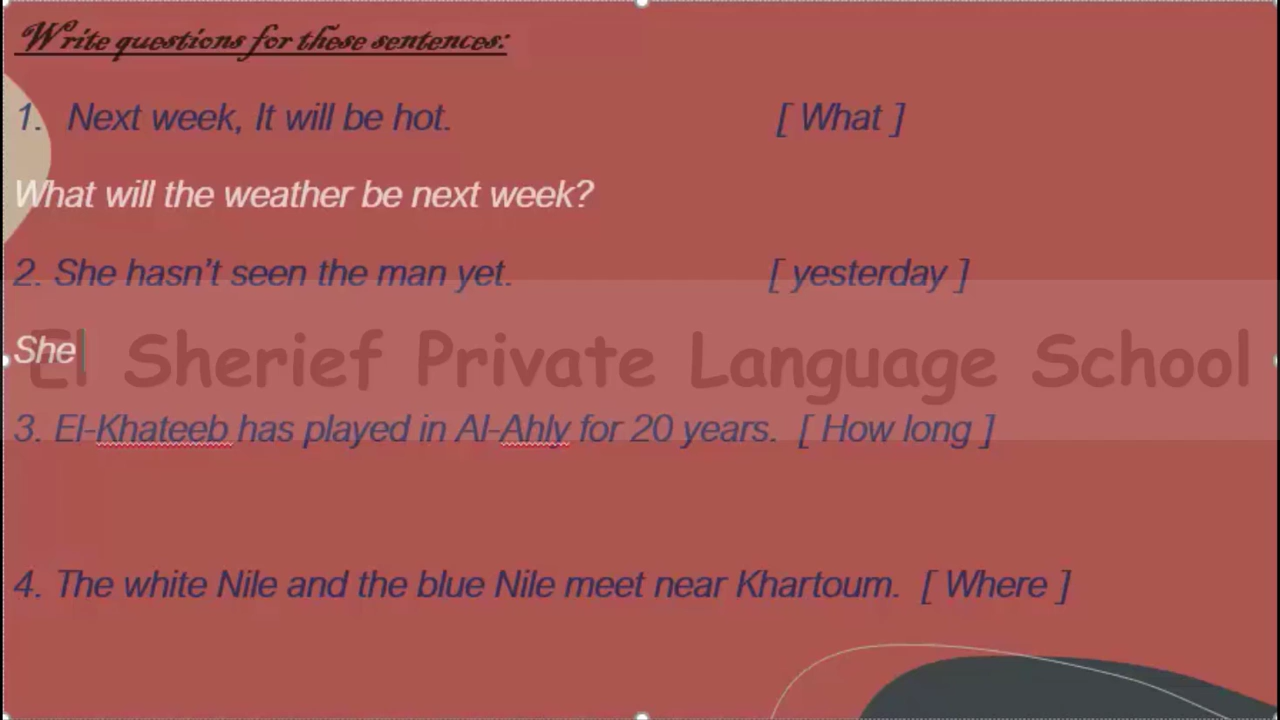 Write questions for these sentences:
1. Next week, It will be hot. [ What ]
What will the weather be next week?
2. She hasn't seen the man yet. [ yesterday ]
She
El Sherief Private Language School
3. El-Khateeb has played in Al-Ahly for 20 years. [ How long ]
4. The white Nile and the blue Nile meet near Khartoum. [ Where ]